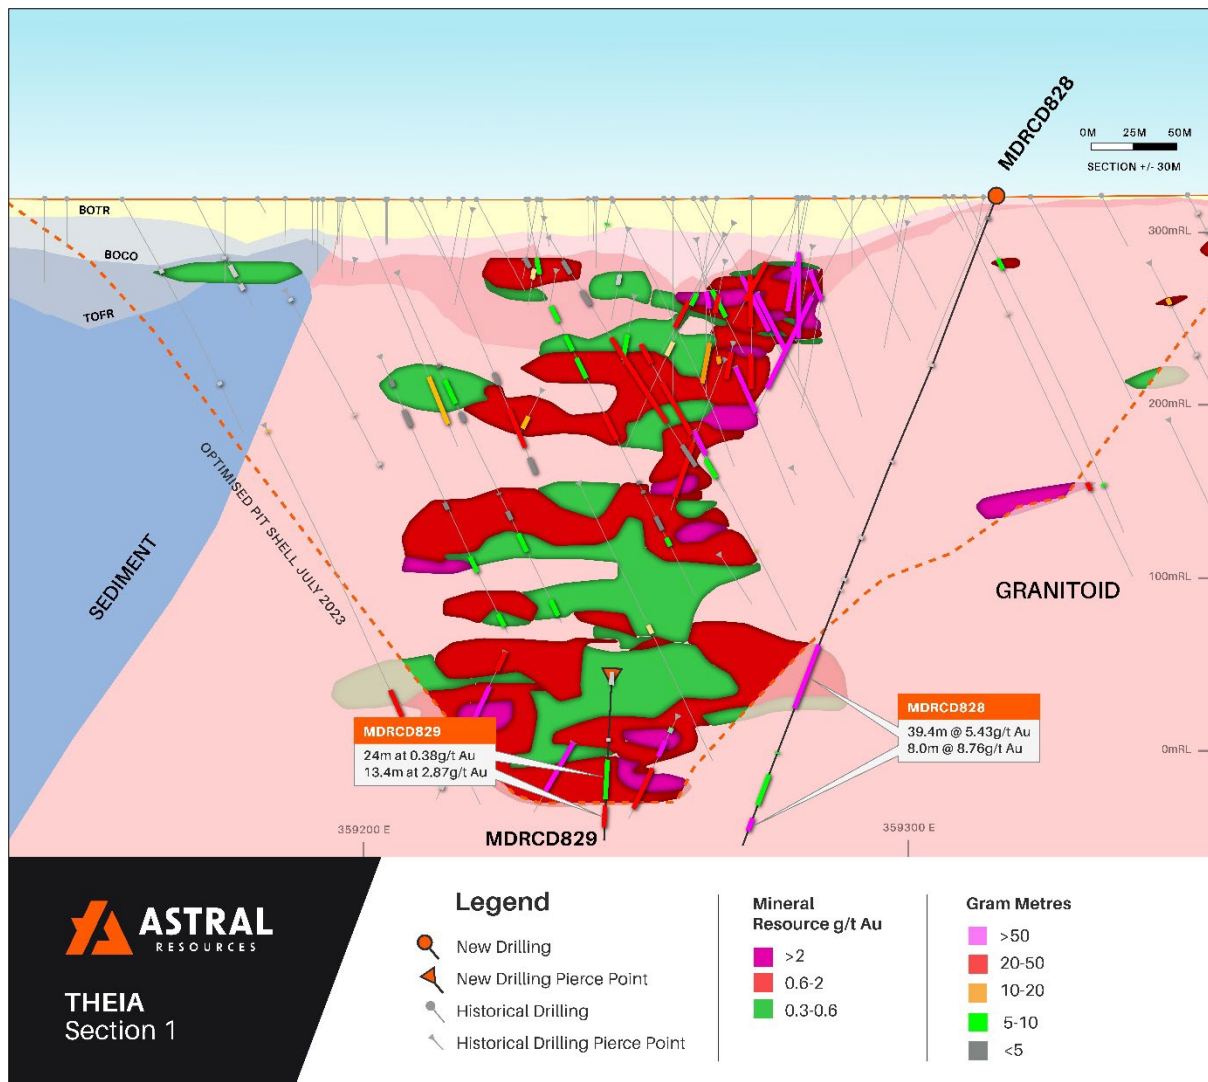 MDRCD828
0M 25M 50M
SECTION +/- 30M
BOTR
BOCO
TOFR
300mRL
200mRL
100mRL
0mRL
OPTIMISED PIT SHELL JULY 2023
SEDIMENT
GRANITOID
MDRCD829
24m at 0.38g/t Au
13.4m at 2.87g/t Au
MDRCD828
39.4m @ 5.43g/t Au
8.0m @ 8.76g/t Au
359200 E
MDRCD829
359300 E
ASTRAL
RESOURCES
THEIA
Section 1
Legend
New Drilling
New Drilling Pierce Point
Historical Drilling
Historical Drilling Pierce Point
Mineral
Resource g/t Au
>2
0.6-2
0.3-0.6
Gram Metres
>50
20-50
10-20
5-10
<5